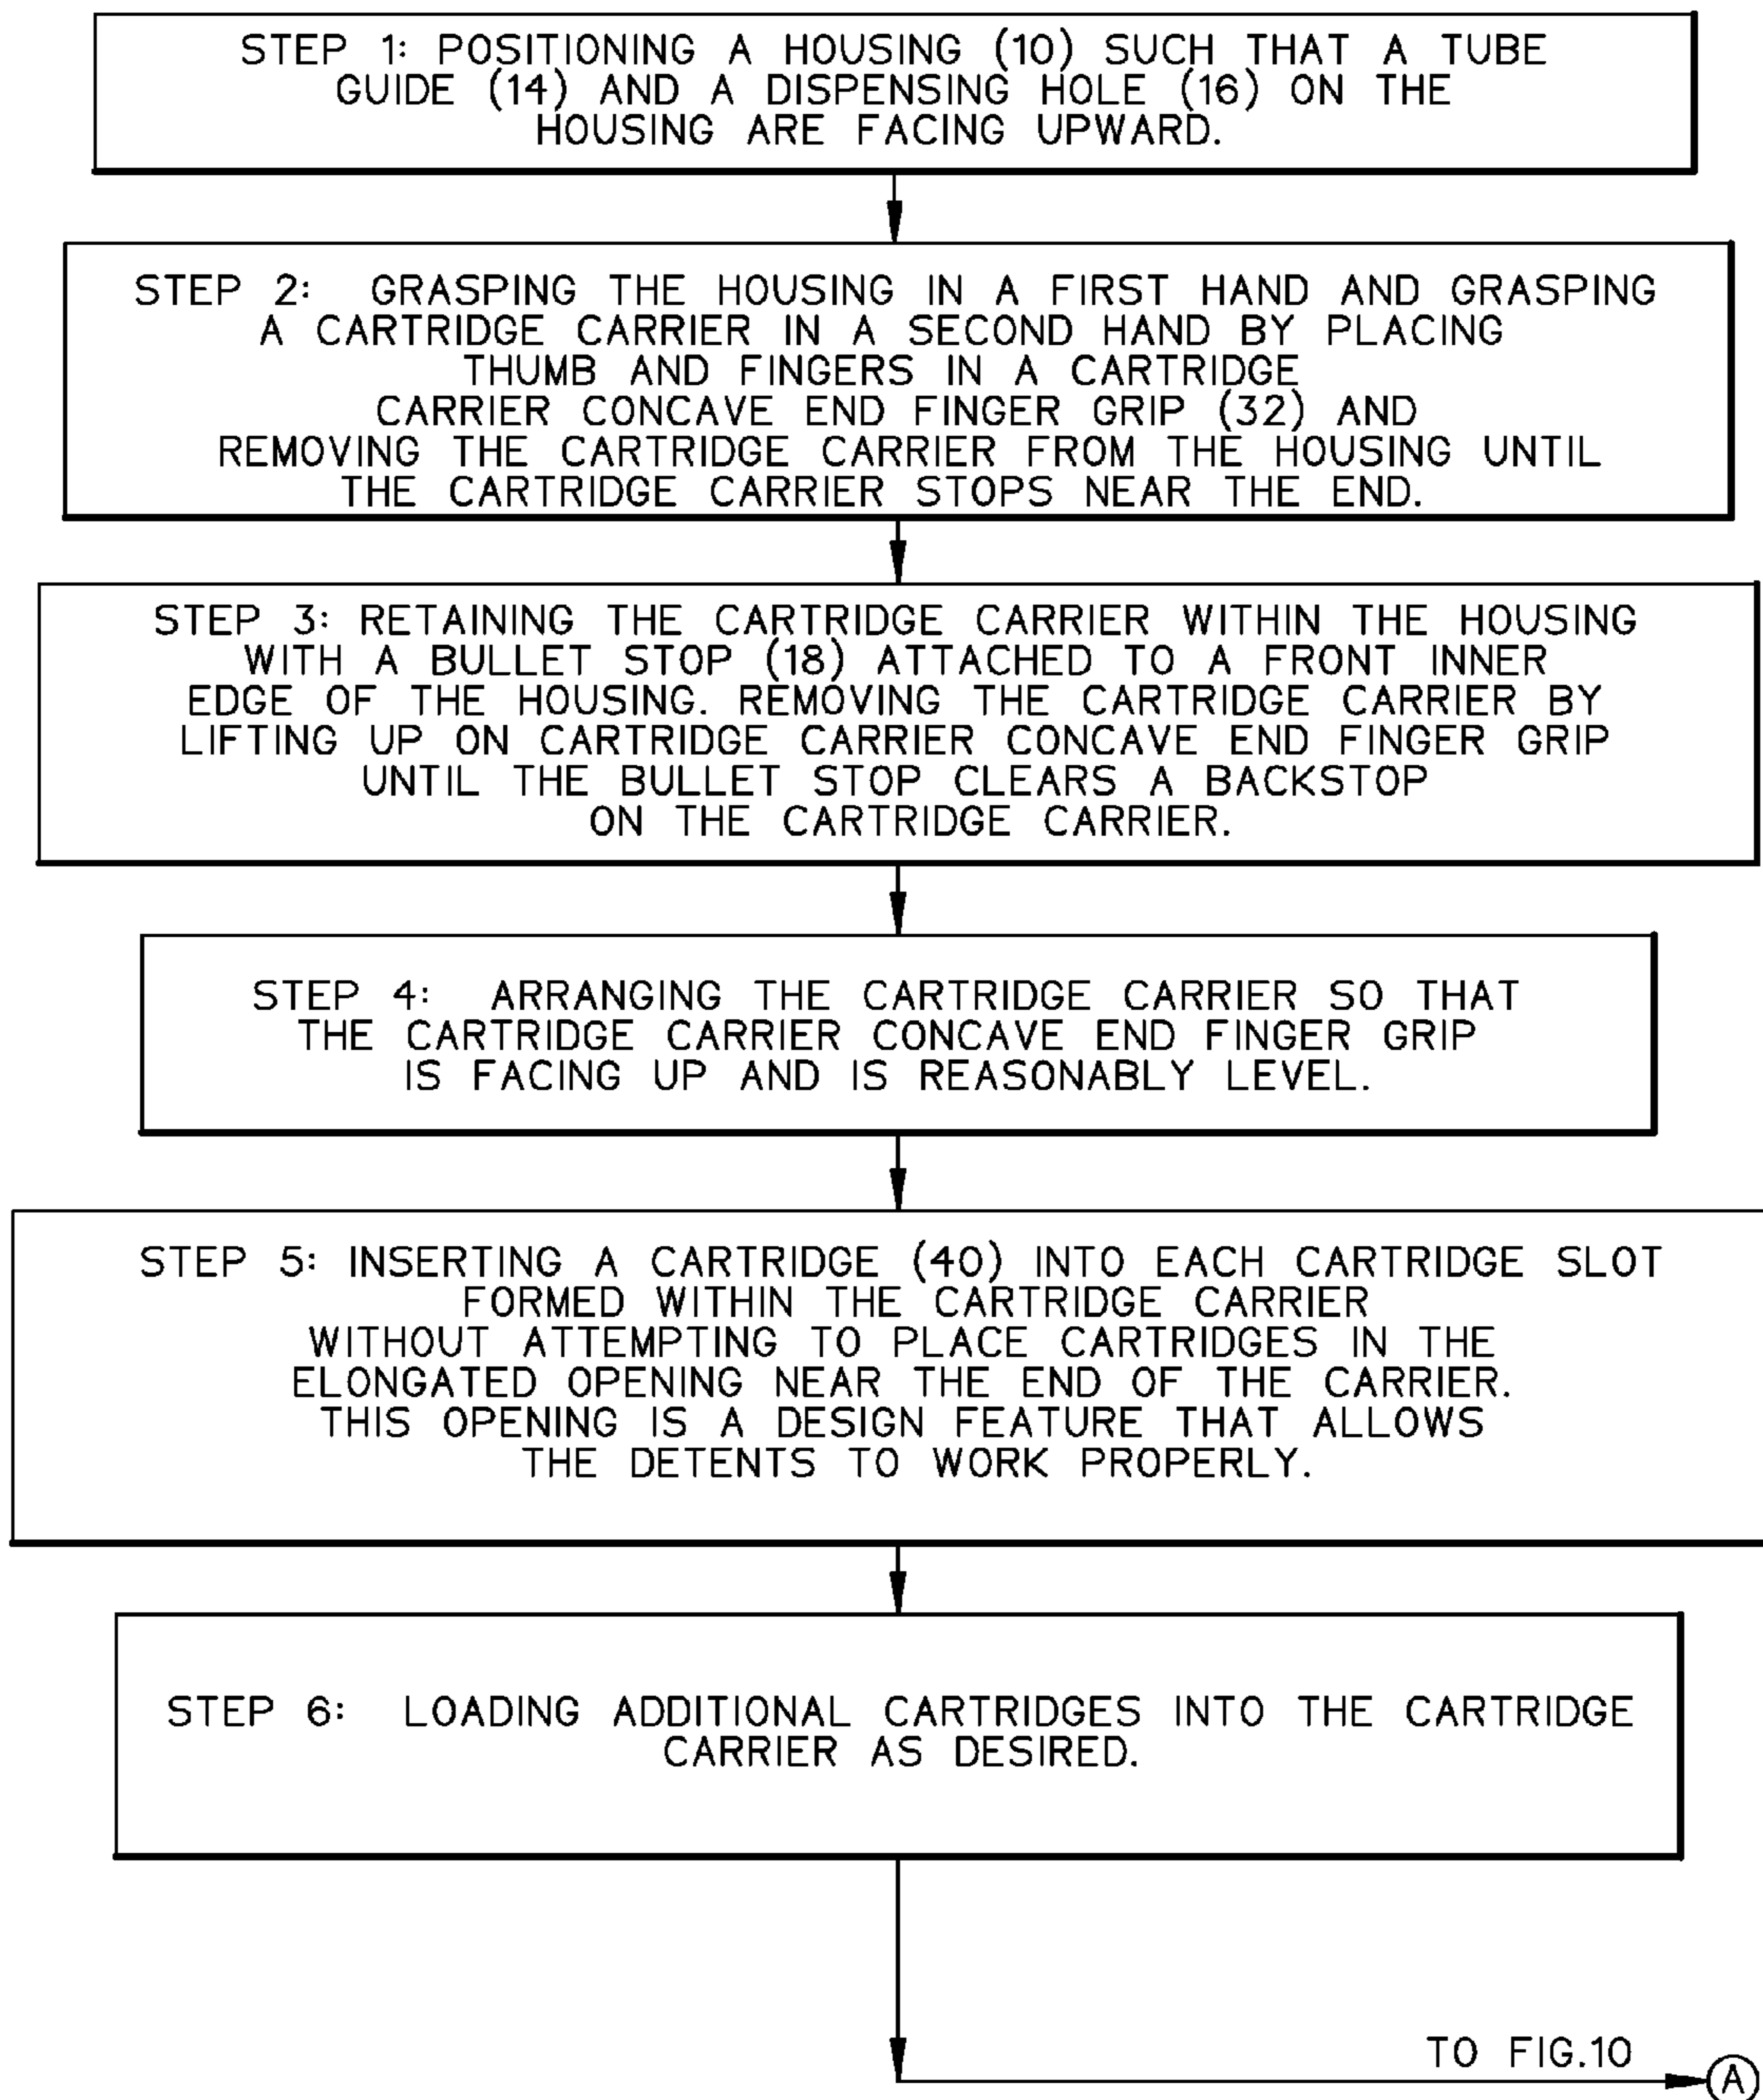 STEP 1: POSITIONING A HOUSING (10) SUCH THAT A TUBE
GUIDE (14) AND A DISPENSING HOLE (16) ON THE
HOUSING ARE FACING UPWARD.
STEP 2: GRASPING THE HOUSING IN A FIRST HAND AND GRASPING
A CARTRIDGE CARRIER IN A SECOND HAND BY PLACING
THUMB AND FINGERS IN A CARTRIDGE
CARRIER CONCAVE END FINGER GRIP (32) AND
REMOVING THE CARTRIDGE CARRIER FROM THE HOUSING UNTIL
THE CARTRIDGE CARRIER STOPS NEAR THE END.
STEP 3: RETAINING THE CARTRIDGE CARRIER WITHIN THE HOUSING
WITH A BULLET STOP (18) ATTACHED TO A FRONT INNER
EDGE OF THE HOUSING. REMOVING THE CARTRIDGE CARRIER BY
LIFTING UP ON CARTRIDGE CARRIER CONCAVE END FINGER GRIP
UNTIL THE BULLET STOP CLEARS A BACKSTOP
ON THE CARTRIDGE CARRIER.
STEP 4: ARRANGING THE CARTRIDGE CARRIER SO THAT
THE CARTRIDGE CARRIER CONCAVE END FINGER GRIP
IS FACING UP AND IS REASONABLY LEVEL.
STEP 5: INSERTING A CARTRIDGE (40) INTO EACH CARTRIDGE SLOT
FORMED WITHIN THE CARTRIDGE CARRIER
WITHOUT ATTEMPTING TO PLACE CARTRIDGES IN THE
ELONGATED OPENING NEAR THE END OF THE CARRIER.
THIS OPENING IS A DESIGN FEATURE THAT ALLOWS
THE DETENTS TO WORK PROPERLY.
STEP 6: LOADING ADDITIONAL CARTRIDGES INTO THE CARTRIDGE
CARRIER AS DESIRED.
TO FIG.10
A